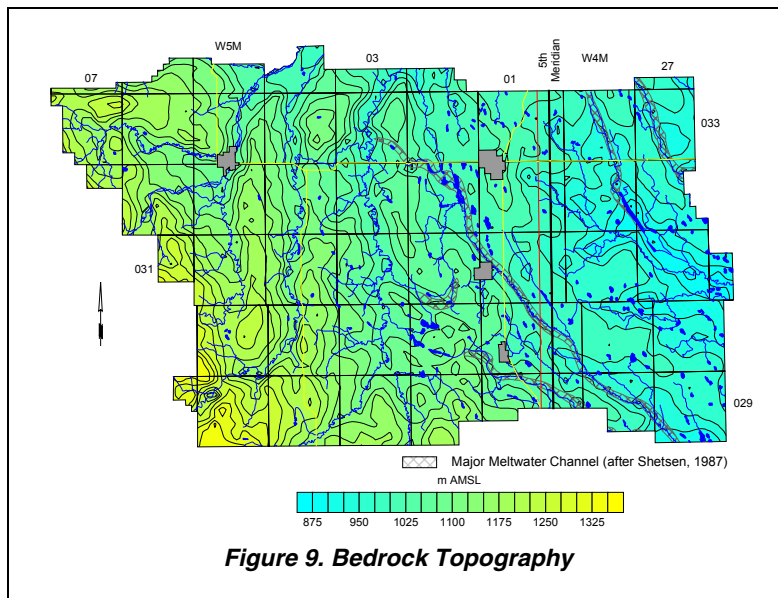 W5M
03
5th
Meridian
W4M
27
07
01
033
031
029
Major Meltwater Channel (after Shetsen, 1987)
m AMSL
875 950 1025 1100 1175 1250 1325
Figure 9. Bedrock Topography